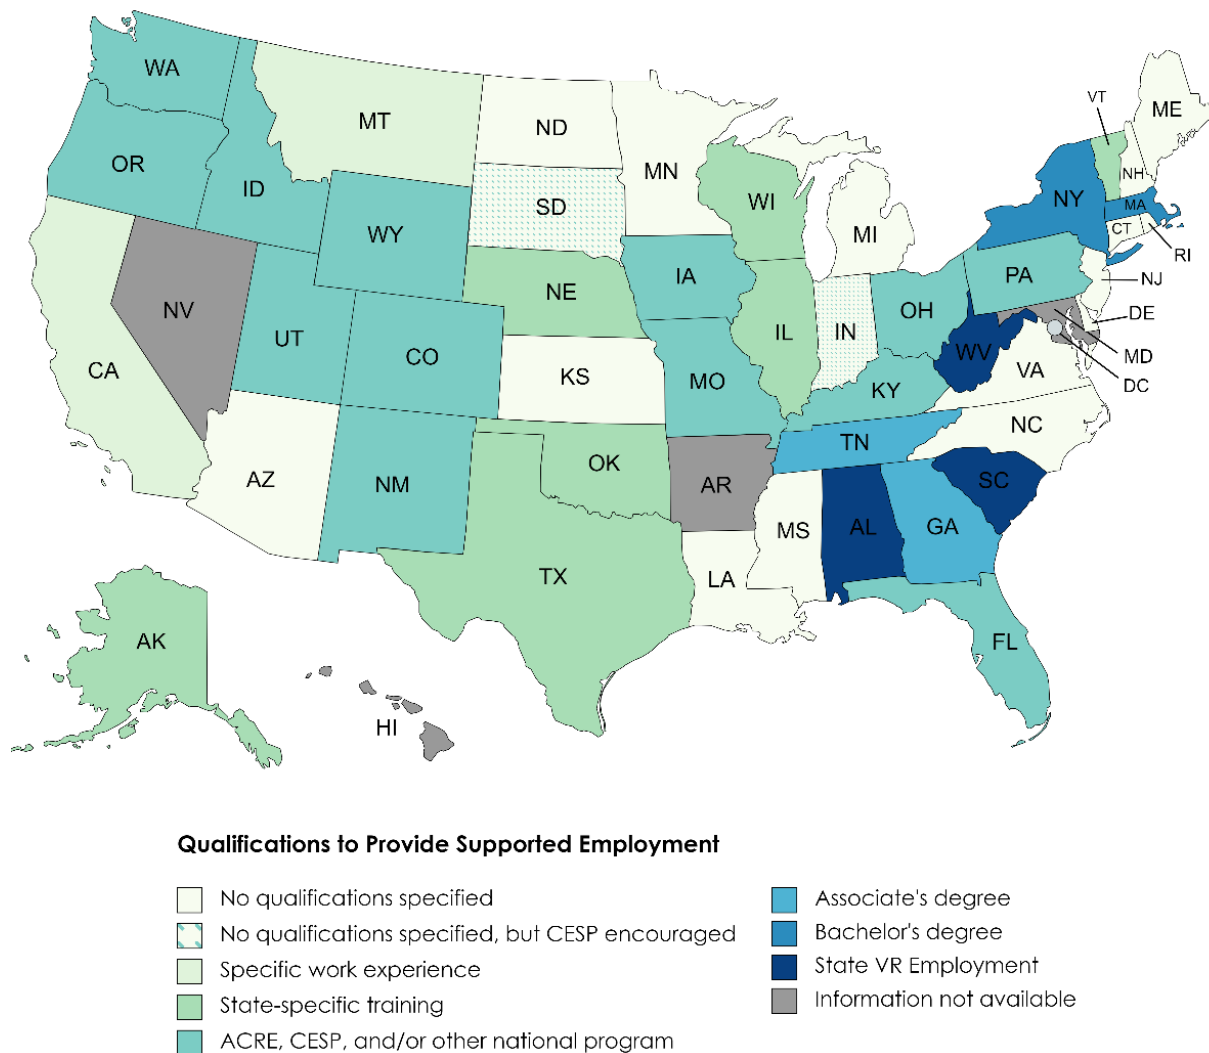 WA
MT
ND
MN
VT
ME
OR
ID
SD
WI
MI
NY
NH
MA
CT
RI
WY
IA
NE
PA
NJ
NV
UT
CO
IL
IN
OH
DE
CA
KS
MO
WV
VA
MD
DC
KY
AZ
NM
OK
AR
TN
NC
SC
MS
AL
GA
TX
LA
FL
AK
HI
Qualifications to Provide Supported Employment
No qualifications specified
No qualifications specified, but CESP encouraged
Specific work experience
State-specific training
ACRE, CESP, and/or other national program
Associate's degree
Bachelor's degree
State VR Employment
Information not available